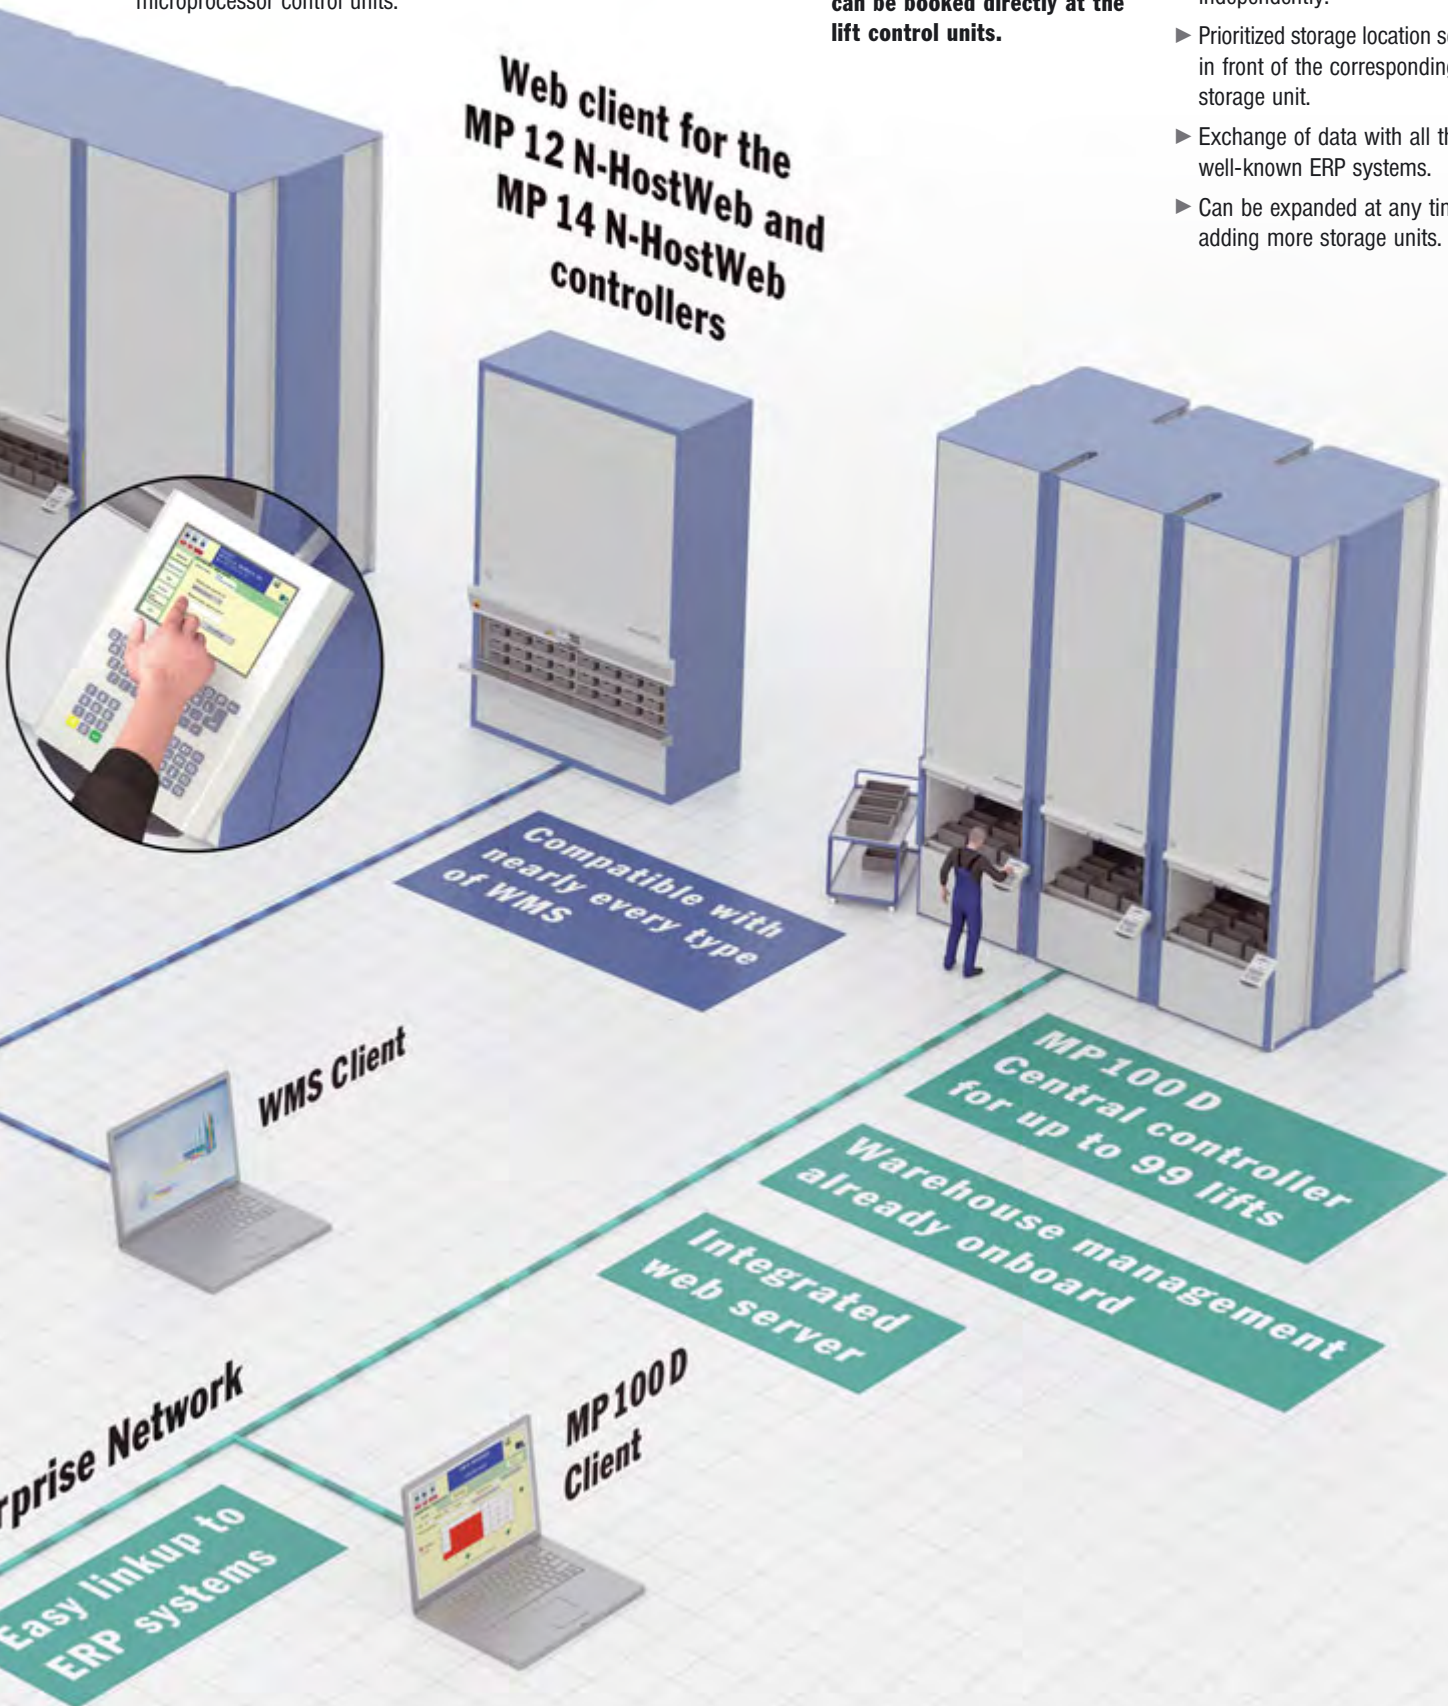 microprocessor control units.
can be booked directly at the
lift control units.
independently.
▶ Prioritized storage location
in front of the corresponding
storage unit.
▶ Exchange of data with all
well-known ERP systems.
▶ Can be expanded at any
adding more storage units.
Web client for the
MP 12 N-HostWeb and
MP 14 N-HostWeb
controllers
Compatible with
nearly every type
of WMS
WMS Client
MP 100 D
Central controller
for up to 99 lifts
Warehouse management
already onboard
Integrated
web server
MP 100 D
Client
rprise Network
Easy linkup to
ERP systems